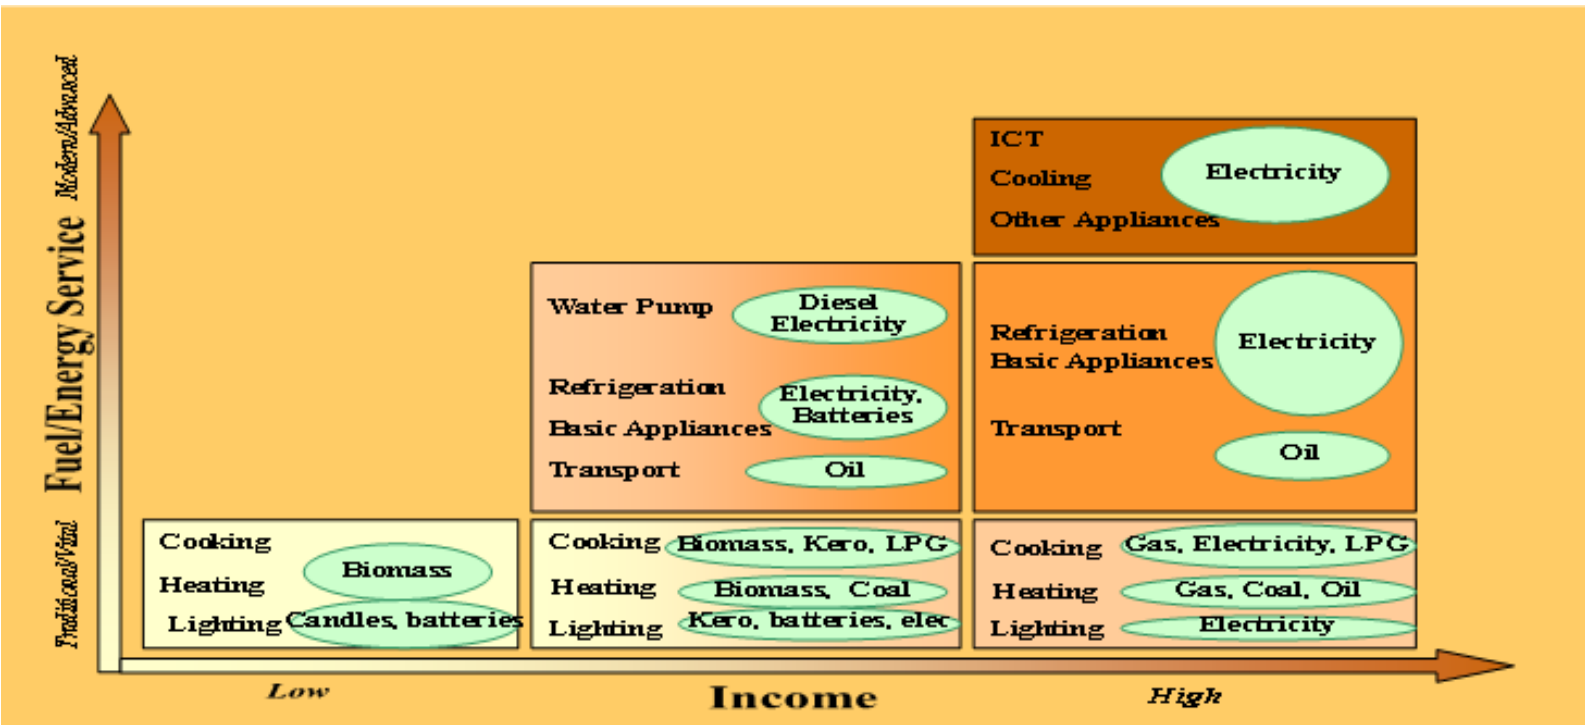 Modern/Advanced
Fuel/Energy Service
Traditional/Vital
ICT
Cooling
Other Appliances
Electricity
Water Pump
Diesel
Electricity
Refrigeration
Basic Appliances
Electricity,
Batteries
Transport
Oil
Refrigeration
Basic Appliances
Electricity
Transport
Oil
Cooking
Heating
Biomass
Lighting
Candles, batteries
Cooking
Biomass, Kero, LPG
Heating
Biomass, Coal
Lighting
Kero, batteries, elec
Cooking
Gas, Electricity, LPG
Heating
Gas, Coal, Oil
Lighting
Electricity
Low
Income
High